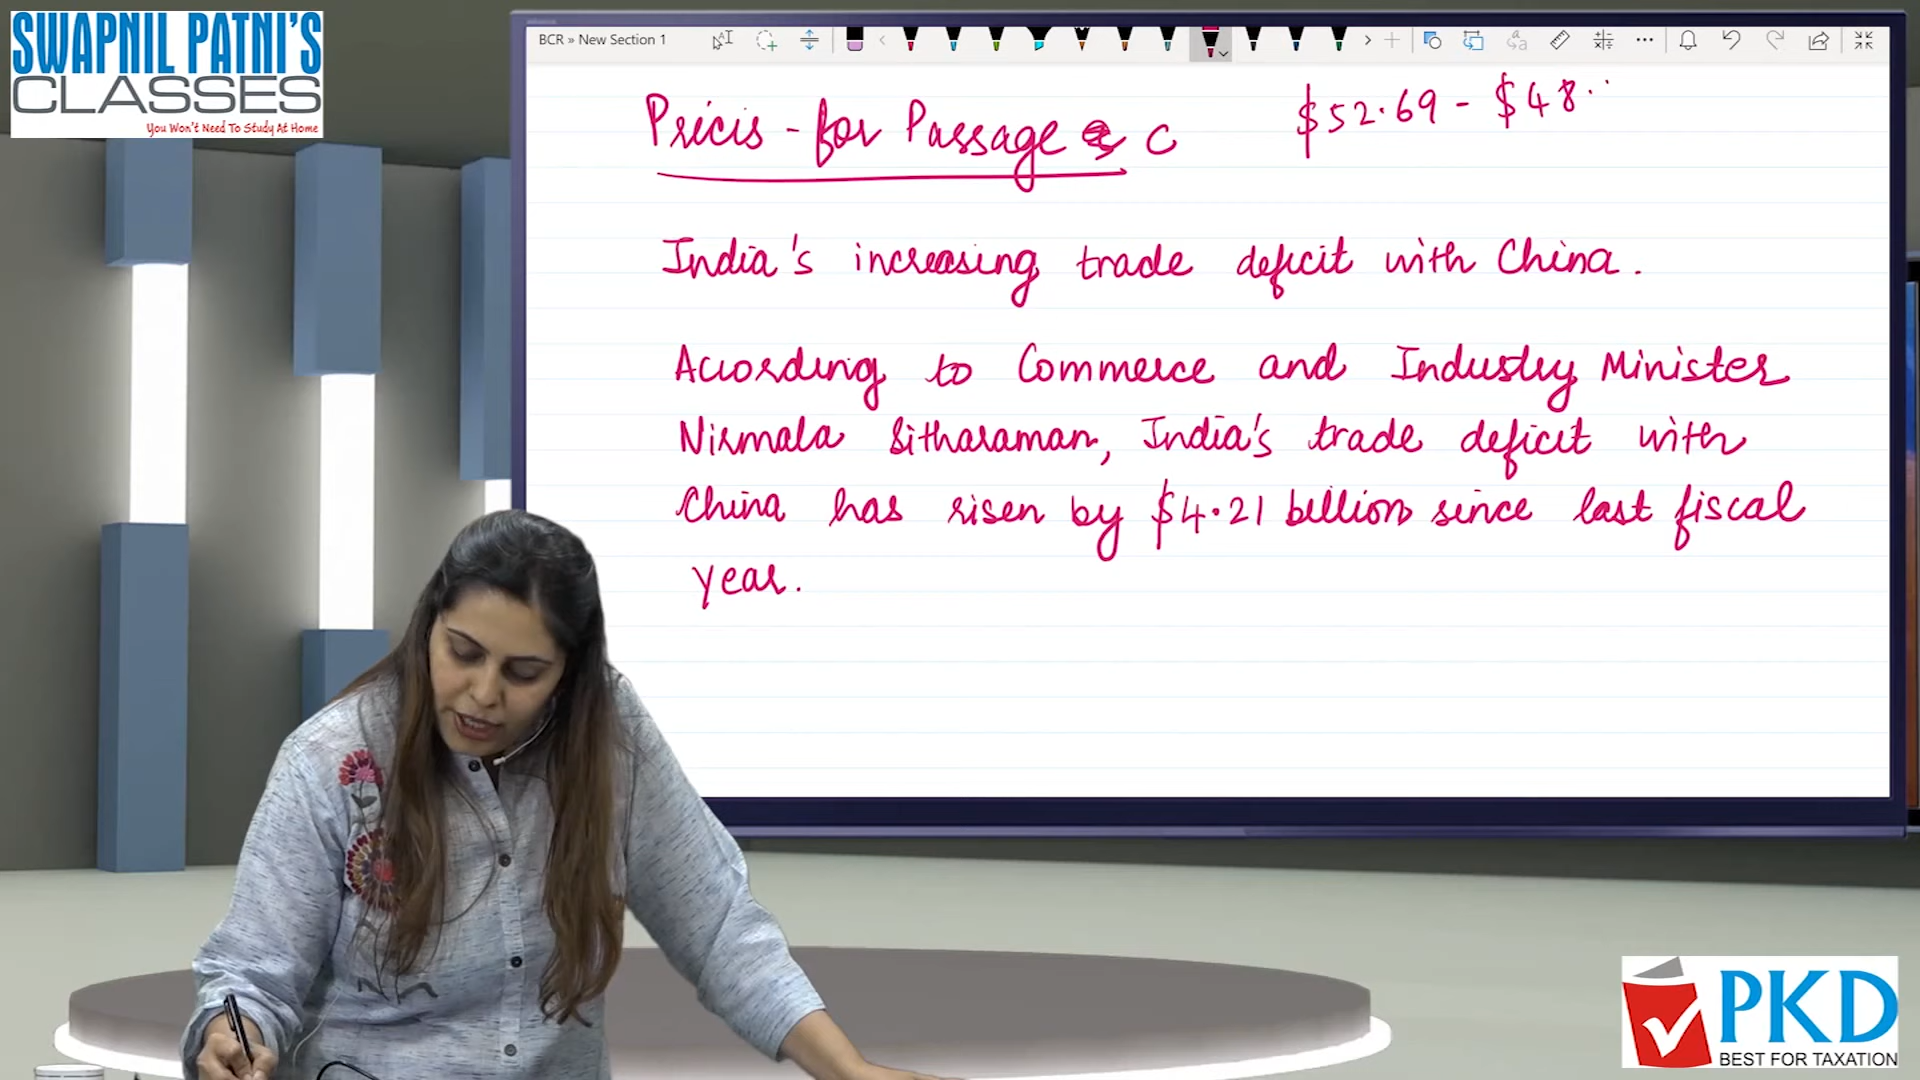 SWAPNIL PATNI'S
CLASSES
You Won't Need To Study At Home
BCR » New Section 1
Pricis - for Passage C
$52.69 - $48..
India's increasing trade deficit with China.
According to Commerce and Industry Minister
Nirmala Sitharaman, India's trade deficit with
China has risen by $4.21 billion since last fiscal
year.
PKD
BEST FOR TAXATION